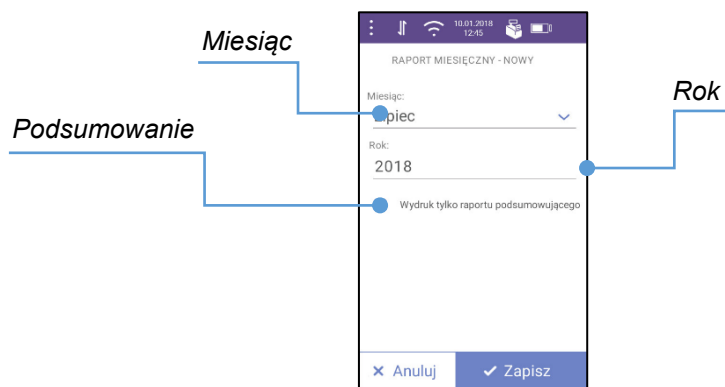 Miesiąc
10.01.2018
12:45
RAPORT MIESIĘCZNY - NOWY
Miesiąc:
Lipiec
Rok
Podsumowanie
Rok:
2018
Wydruk tylko raportu podsumowującego
Anuluj
Zapisz